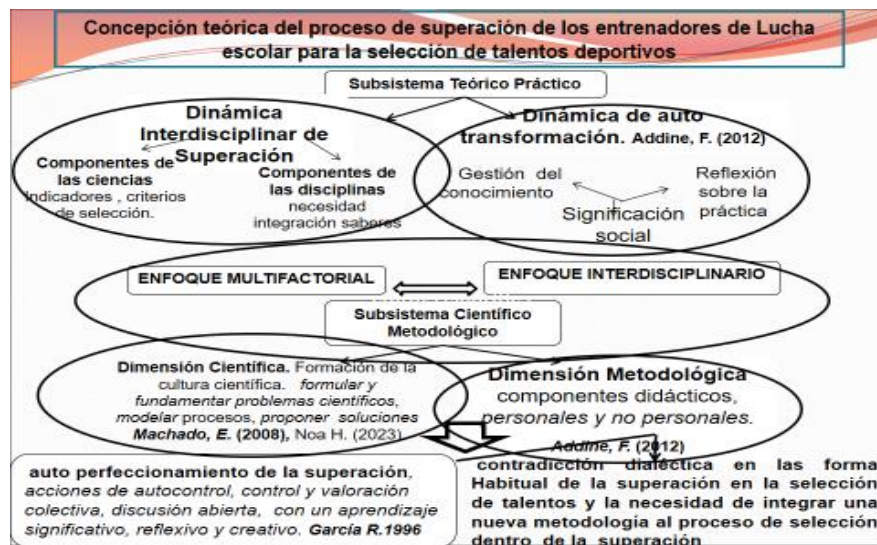 Concepción teórica del proceso de superación de los entrenadores de Lucha
escolar para la selección de talentos deportivos
Subsistema Teórico Práctico
Dinámica
Interdisciplinar de
Superación
Componentes de
las ciencias
Indicadores , criterios
de selección.
Componentes de
las disciplinas
necesidad
integración saberes
Dinámica de auto
transformación. Addine, F. (2012)
Gestión del
conocimiento
Significación
social
Reflexión
sobre la
práctica
ENFOQUE MULTIFACTORIAL
ENFOQUE INTERDISCIPLINARIO
Subsistema Científico
Metodológico
Dimensión Científica. Formación de la
cultura científica. formular y
fundamentar problemas científicos,
modelar procesos, proponer soluciones
Machado, E. (2008), Noa H. (2023)
Dimensión Metodológica
componentes didácticos,
personales y no personales.
Addine, F. (2012)
auto perfeccionamiento de la superación,
acciones de autocontrol, control y valoración
colectiva, discusión abierta, con un aprendizaje
significativo, reflexivo y creativo. García R.1996
contradicción dialéctica en las forma
Habitual de la superación en la selección
de talentos y la necesidad de integrar una
nueva metodología al proceso de selección
dentro de la superación